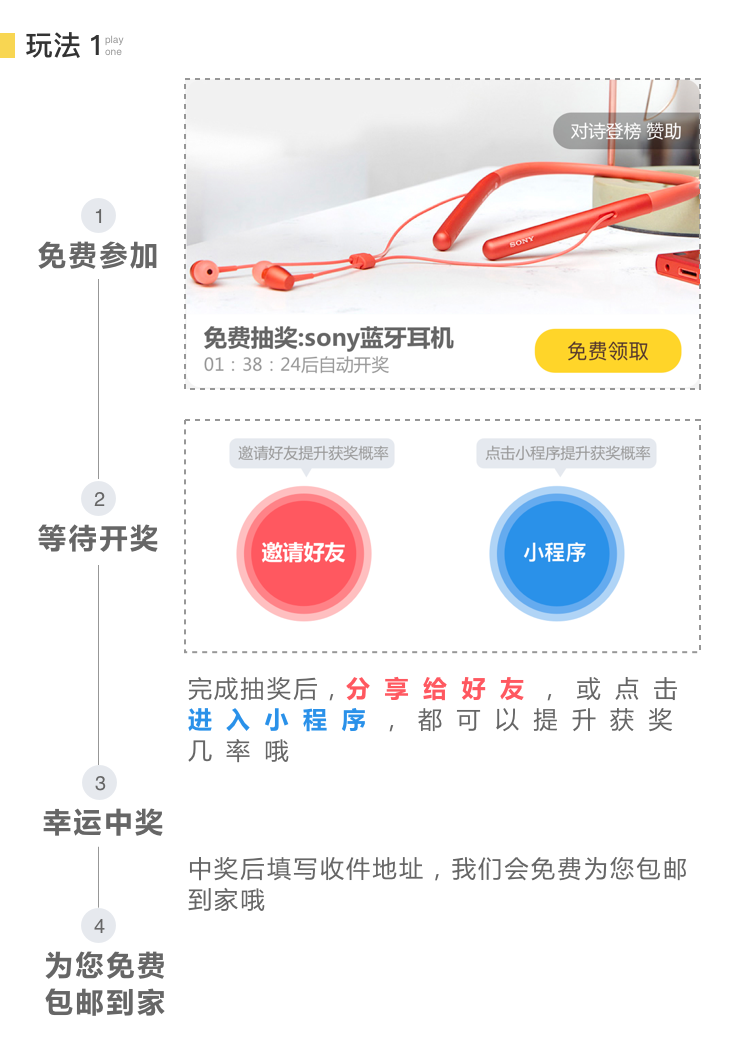 玩法 1
play
one
对诗登榜 赞助
1
免费参加
SONY
免费抽奖:sony蓝牙耳机
01：38：24后自动开奖
免费领取
邀请好友提升获奖概率
点击小程序提升获奖概率
2
等待开奖
邀请好友
小程序
完成抽奖后，分享给好友，或点击
进入小程序，都可以提升获奖
几率哦
3
幸运中奖
中奖后填写收件地址，我们会免费为您包邮
到家哦
4
为您免费
包邮到家